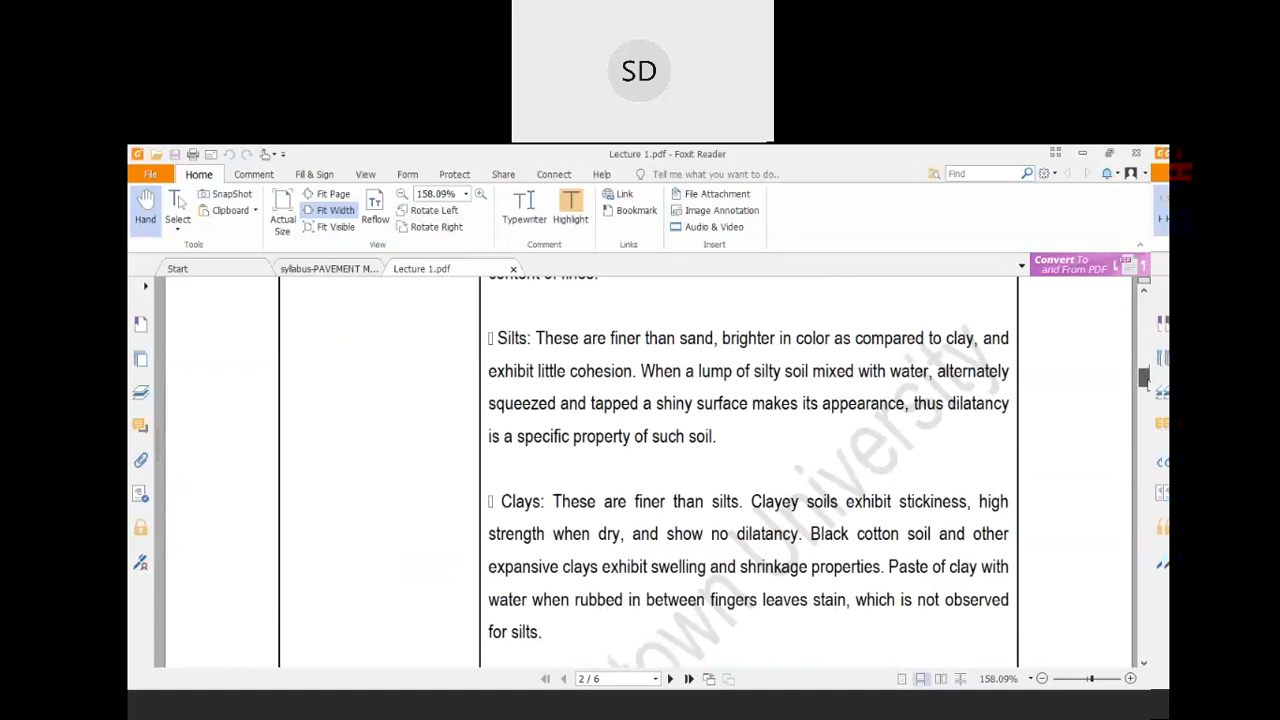 SD
Lecture 1.pdf - Foxit Reader
File Home Comment Fill & Sign View Form Protect Share Connect Help Tell me what you want to do.. Find
SnapShot Fit Page 158.09% Link File Attachment
Clipboard Fit Width Rotate Left Bookmark Image Annotation
Hand Select Actual Size Fit Visible Reflow Rotate Right Typewriter Highlight Audio & Video
Tools View Comment Links Insert
Start syllabus-PAVEMENT M... Lecture 1.pdf Convert To and From PDF
content of fines.
Silts: These are finer than sand, brighter in color as compared to clay, and
exhibit little cohesion. When a lump of silty soil mixed with water, alternately
squeezed and tapped a shiny surface makes its appearance, thus dilatancy
is a specific property of such soil.
Clays: These are finer than silts. Clayey soils exhibit stickiness, high
strength when dry, and show no dilatancy. Black cotton soil and other
expansive clays exhibit swelling and shrinkage properties. Paste of clay with
water when rubbed in between fingers leaves stain, which is not observed
for silts.
town University
2 / 6 158.09%